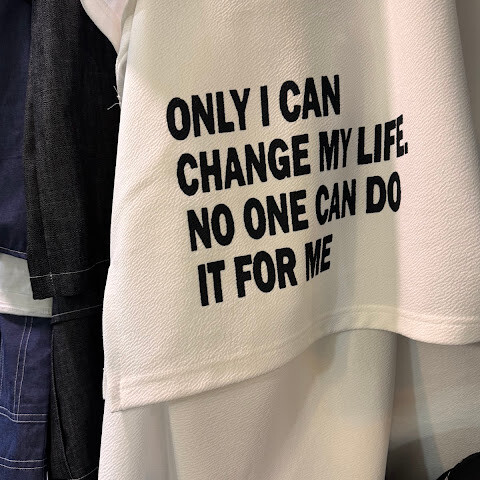 ONLY I CAN
CHANGE MY LIFE.
NO ONE CAN DO
IT FOR ME